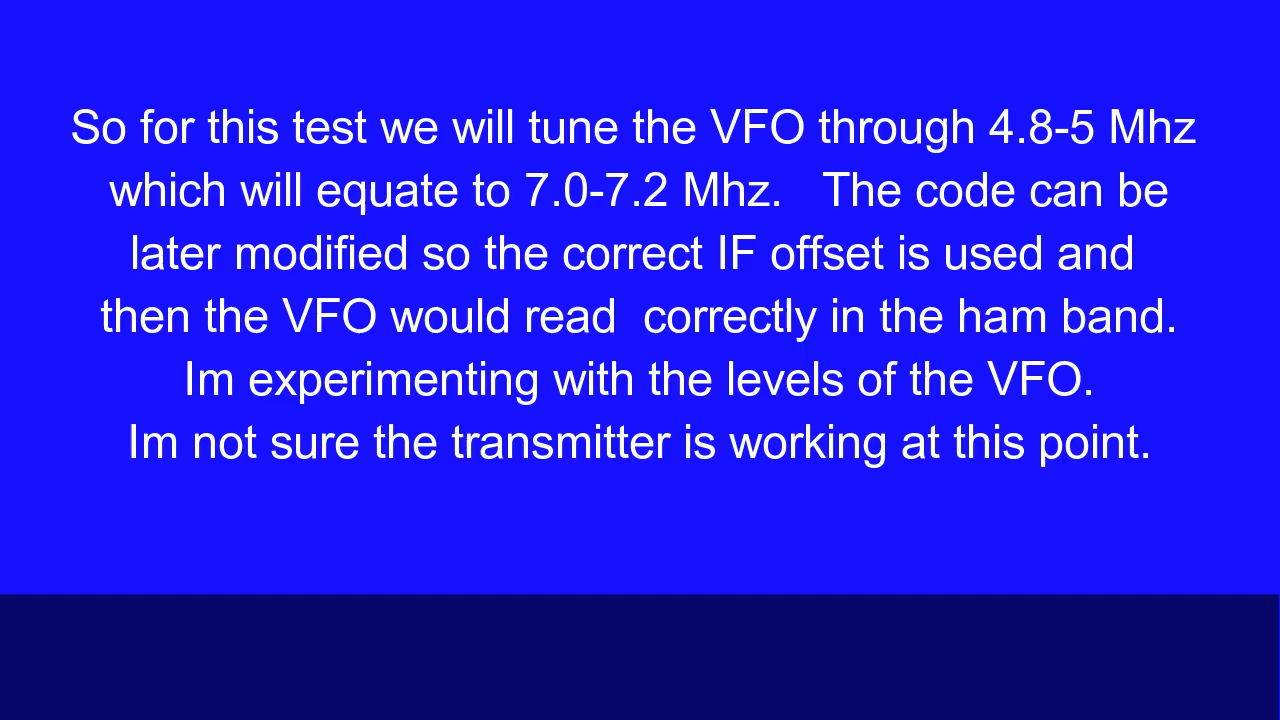 So for this test we will tune the VFO through 4.8-5 Mhz
which will equate to 7.0-7.2 Mhz.   The code can be
later modified so the correct IF offset is used and
then the VFO would read  correctly in the ham band.
Im experimenting with the levels of the VFO.
Im not sure the transmitter is working at this point.